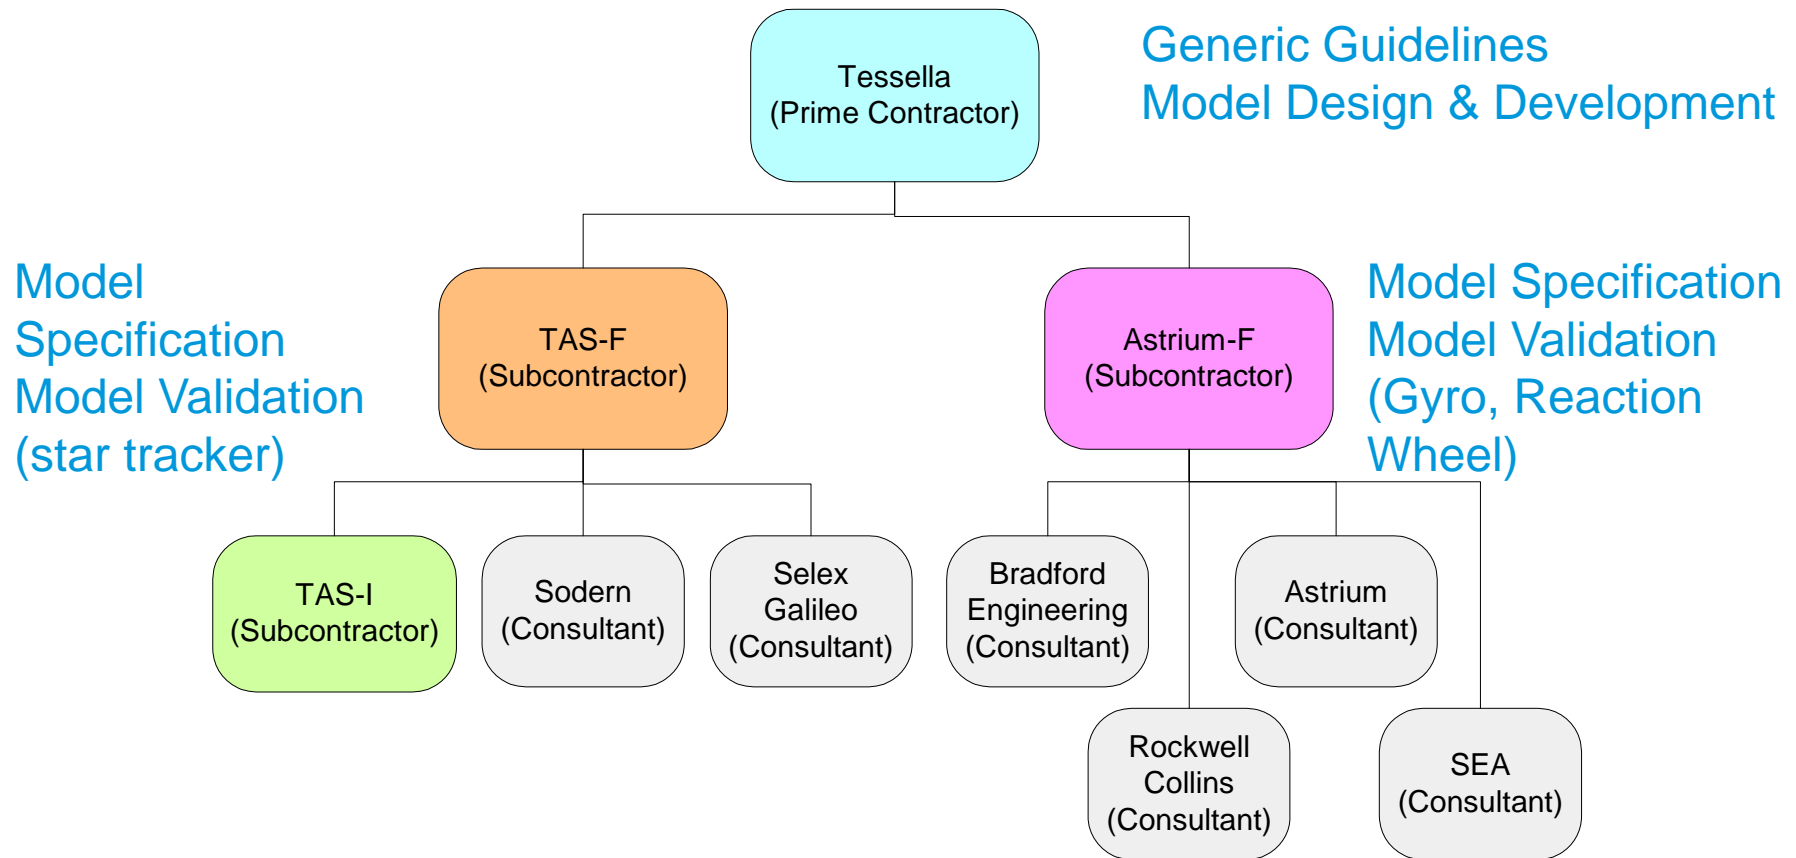 Tessella
(Prime Contractor)
Generic Guidelines
Model Design & Development
Model
Specification
Model Validation
(star tracker)
TAS-F
(Subcontractor)
Astrium-F
(Subcontractor)
Model Specification
Model Validation
(Gyro, Reaction
Wheel)
TAS-I
(Subcontractor)
Sodern
(Consultant)
Selex
Galileo
(Consultant)
Bradford
Engineering
(Consultant)
Astrium
(Consultant)
Rockwell
Collins
(Consultant)
SEA
(Consultant)